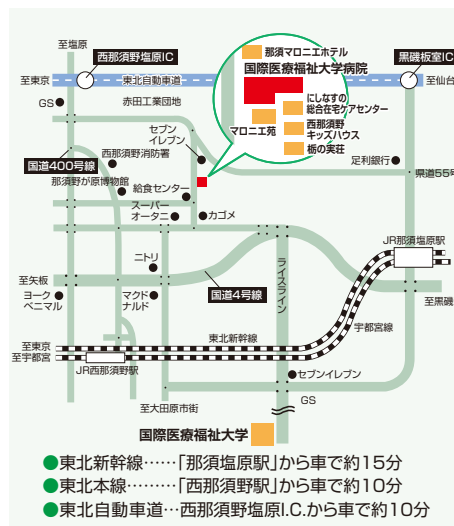 至塩原
西那須野塩原IC
黒磯板室IC
那須マロニエホテル
国際医療福祉大学病院
至東京
東北自動車道
至仙台
GS
赤田工業団地
にしなすの
総合在宅ケアセンター
マロニエ苑
西那須野
キッズハウス
栃の実荘
セブン
イレブン
国道400号線
西那須野消防署
足利銀行
県道55号
那須野が原博物館
給食センター
スーパー
オータニ
カゴメ
JR那須塩原駅
ニトリ
ライスライン
至矢板
国道4号線
ヨーク
ベニマル
マクド
ナルド
至黒磯
東北新幹線
宇都宮線
至東京
至宇都宮
JR西那須野駅
セブンイレブン
至大田原市街
GS
国際医療福祉大学
●東北新幹線……「那須塩原駅」から車で約15分
●東北本線………「西那須野駅」から車で約10分
●東北自動車道…西那須野塩原I.C.から車で約10分